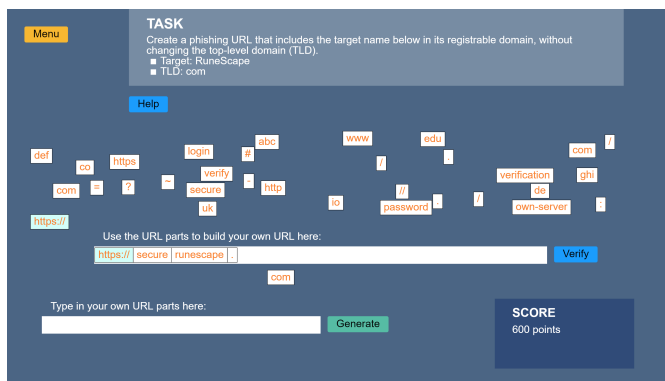 Menu
TASK
Create a phishing URL that includes the target name below in its registrable domain, without
changing the top-level domain (TLD).
■ Target: RuneScape
■ TLD: com
Help
def
co
https
login
#
abc
www
edu
/
.
com
/
com
=
?
~
verify
secure
-
http
uk
io
//
password
.
/
verification
ghi
de
own-server
:
https://
Use the URL parts to build your own URL here:
https:// secure runescape .
Verify
com
Type in your own URL parts here:
Generate
SCORE
600 points